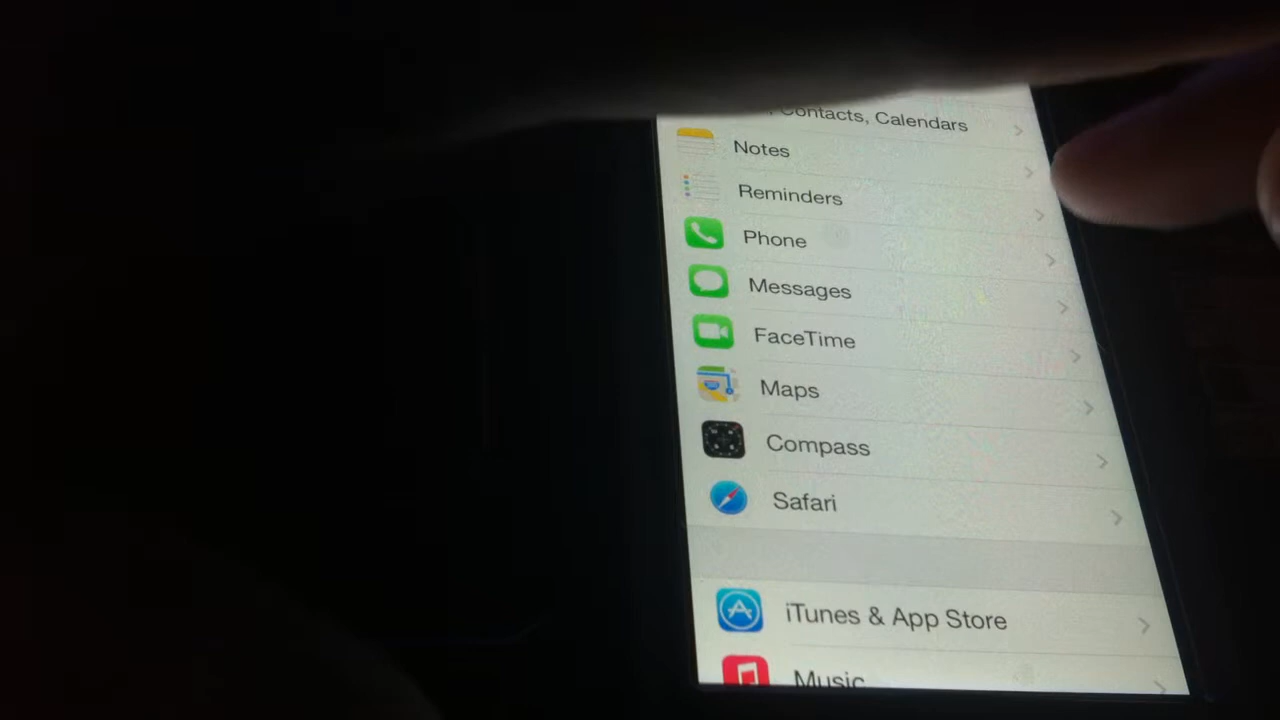 Contacts, Calendars
Notes
Reminders
Phone
Messages
FaceTime
Maps
Compass
Safari
iTunes & App Store
Music